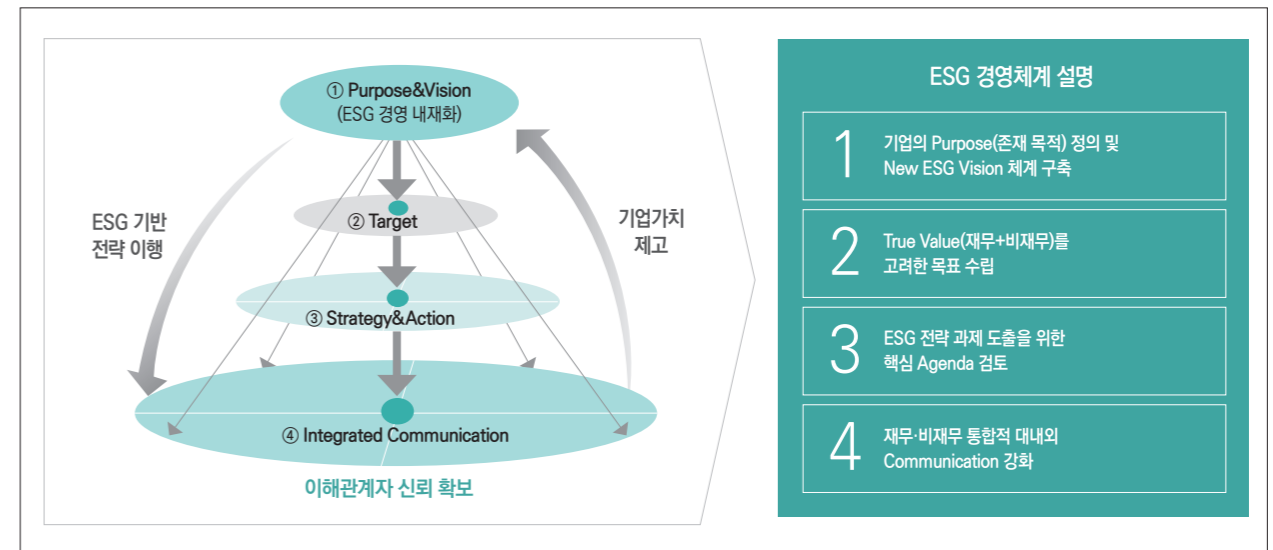 ① Purpose&Vision
(ESG 경영 내재화)
② Target
③ Strategy&Action
④ Integrated Communication
ESG 기반
전략 이행
기업가치
제고
이해관계자 신뢰 확보
ESG 경영체계 설명
1
기업의 Purpose(존재 목적) 정의 및
New ESG Vision 체계 구축
2
True Value(재무+비재무)를
고려한 목표 수립
3
ESG 전략 과제 도출을 위한
핵심 Agenda 검토
4
재무·비재무 통합적 대내외
Communication 강화